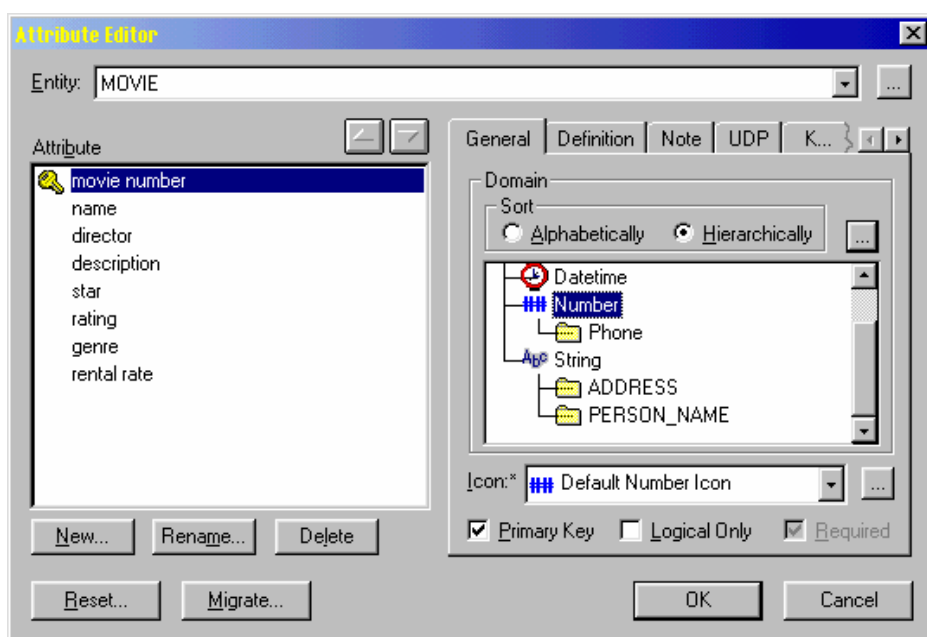 Attribute Editor
Entity: MOVIE ...
Attribute
movie number
name
director
description
star
rating
genre
rental rate
New... Rename... Delete
General Definition Note UDP K...
Domain
Sort
Alphabetically Hierarchically ...
Datetime
Number
Phone
Abc String
ADDRESS
PERSON_NAME
Icon:* Default Number Icon ...
Primary Key Logical Only Required
Reset... Migrate... OK Cancel